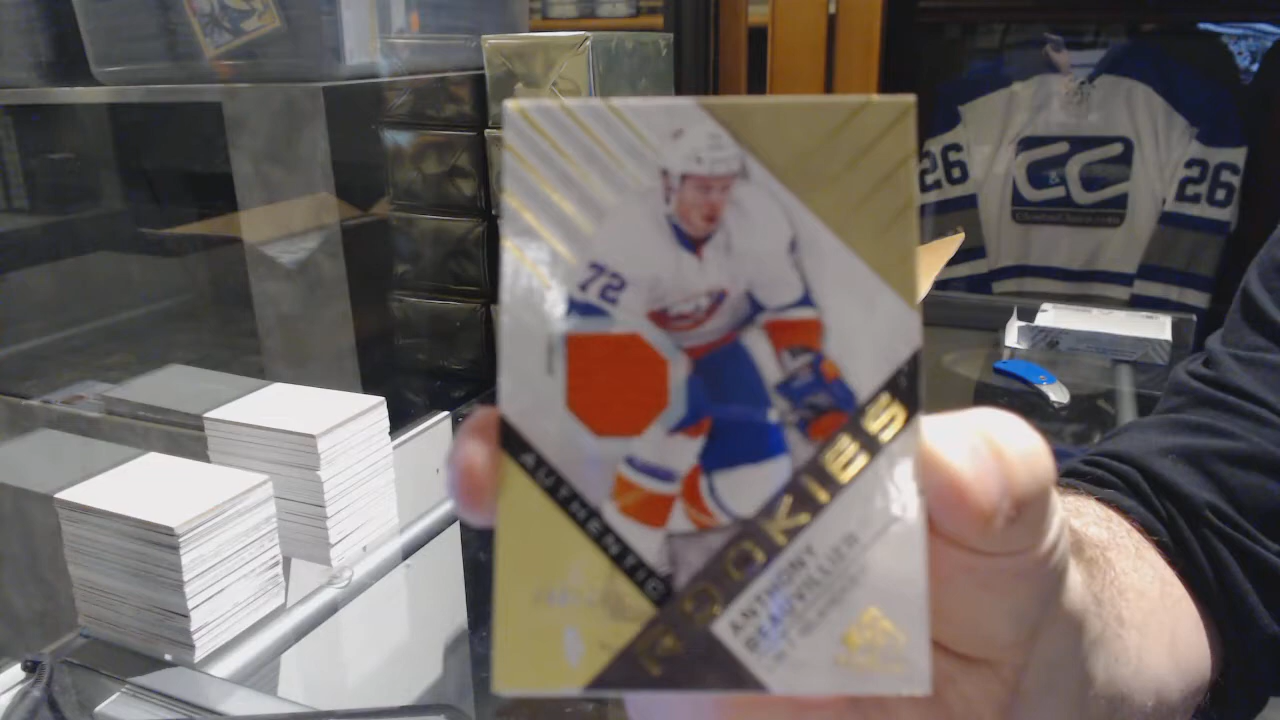 26
C&C
26
72
AUTHENTIC
ROOKIES
ANTHONY
BEAUVILLIER